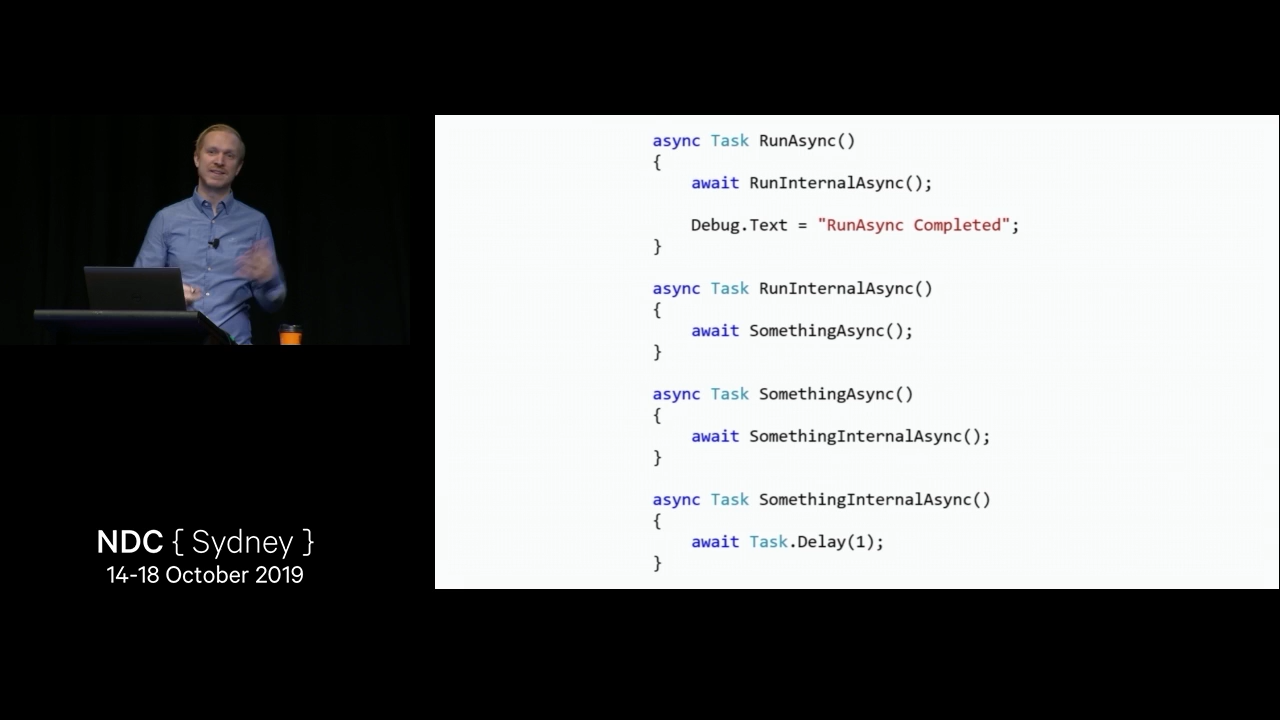 NDC { Sydney }
14-18 October 2019
async Task RunAsync()
{
    await RunInternalAsync();

    Debug.Text = "RunAsync Completed";
}

async Task RunInternalAsync()
{
    await SomethingAsync();
}

async Task SomethingAsync()
{
    await SomethingInternalAsync();
}

async Task SomethingInternalAsync()
{
    await Task.Delay(1);
}